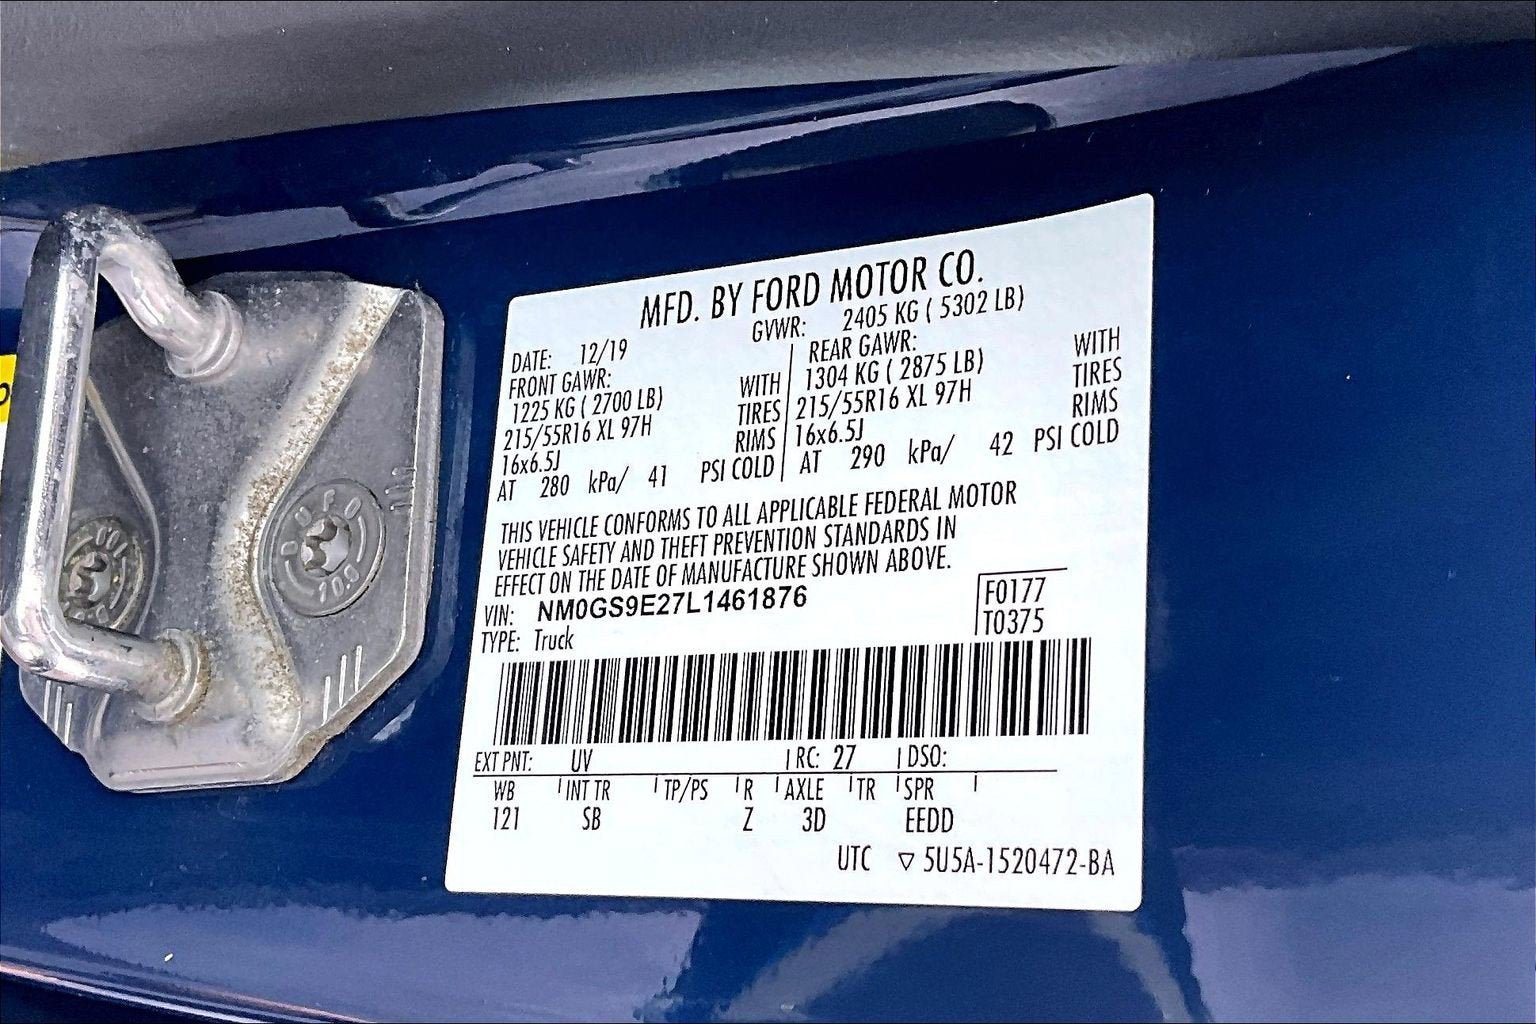 MFD. BY FORD MOTOR CO.
DATE: 12/19 GVWR: 2405 KG ( 5302 LB)
FRONT GAWR: WITH
1225 KG ( 2700 LB) TIRES
215/55R16 XL 97H RIMS
16x6.5J
AT 280 kPa/ 41 PSI COLD
REAR GAWR: WITH
1304 KG ( 2875 LB) TIRES
215/55R16 XL 97H RIMS
16x6.5J
AT 290 kPa/ 42 PSI COLD
THIS VEHICLE CONFORMS TO ALL APPLICABLE FEDERAL MOTOR
VEHICLE SAFETY AND THEFT PREVENTION STANDARDS IN
EFFECT ON THE DATE OF MANUFACTURE SHOWN ABOVE.
VIN: NM0GS9E27L1461876
TYPE: Truck
F0177
T0375
EXT PNT: UV RC: 27 DSO:
WB INT TR TP/PS R AXLE TR SPR
121 SB Z 3D EEDD
UTC ▽ 5U5A-1520472-BA